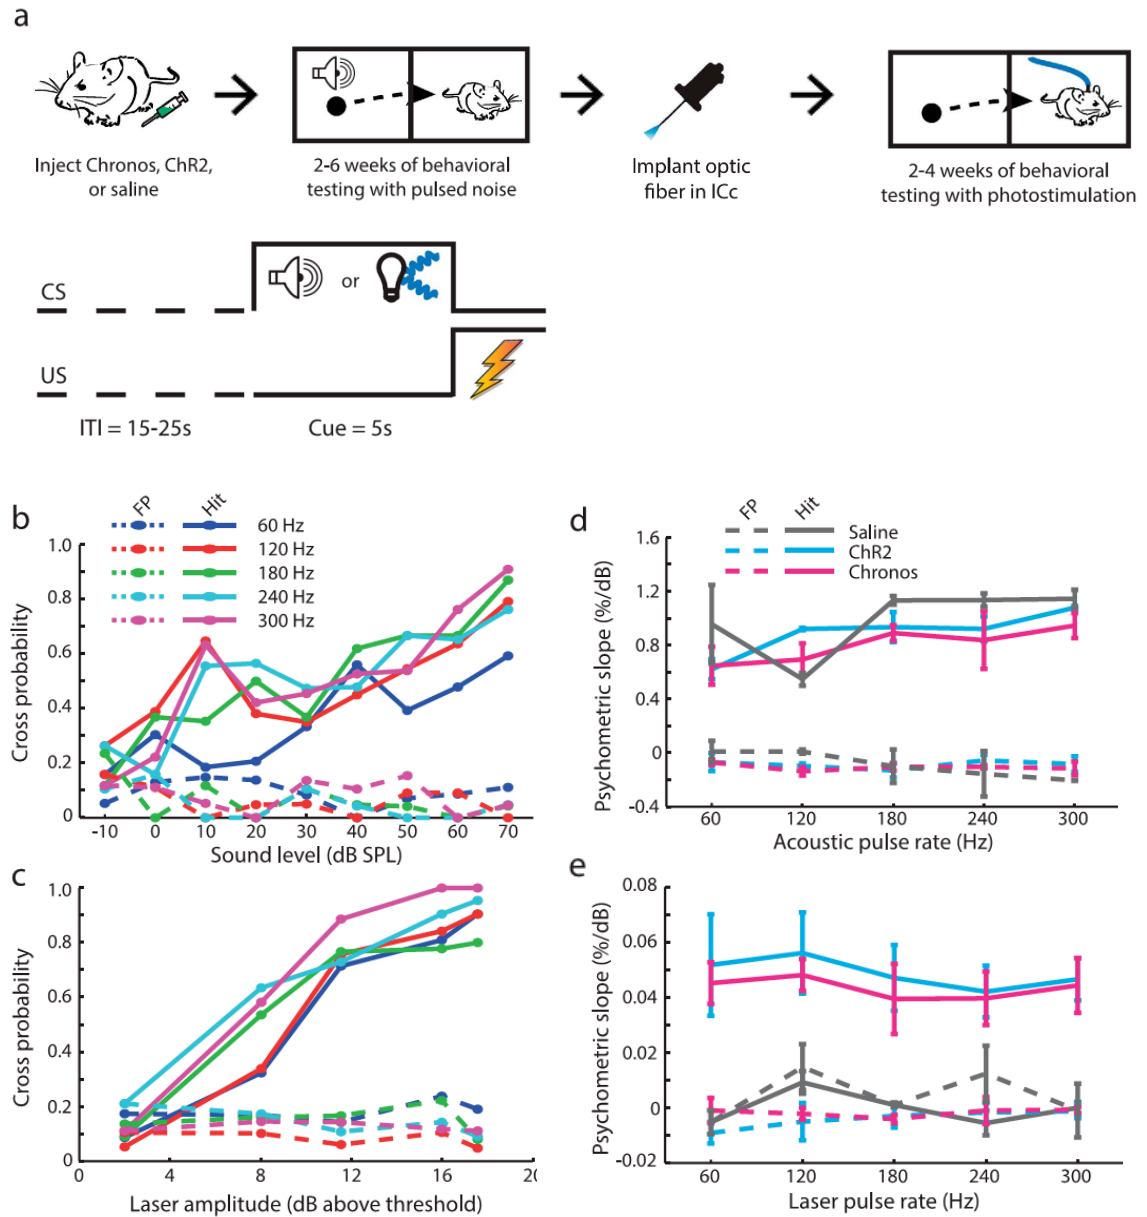 a
Inject Chronos, ChR2,
or saline
2-6 weeks of behavioral
testing with pulsed noise
Implant optic
fiber in ICc
2-4 weeks of behavioral
testing with photostimulation
CS
or
US
ITI = 15-25s
Cue = 5s
b
FP
Hit
60 Hz
120 Hz
180 Hz
240 Hz
300 Hz
Cross probability
1.0
0.8
0.6
0.4
0.2
0
-10 0 10 20 30 40 50 60 70
Sound level (dB SPL)
c
Cross probability
1.0
0.8
0.6
0.4
0.2
0
0 4 8 12 16 20
Laser amplitude (dB above threshold)
d
FP
Hit
Saline
ChR2
Chronos
Psychometric slope (%/dB)
1.6
1.2
0.8
0.4
0
-0.4
60 120 180 240 300
Acoustic pulse rate (Hz)
e
Psychometric slope (%/dB)
0.08
0.06
0.04
0.02
0
-0.02
60 120 180 240 300
Laser pulse rate (Hz)